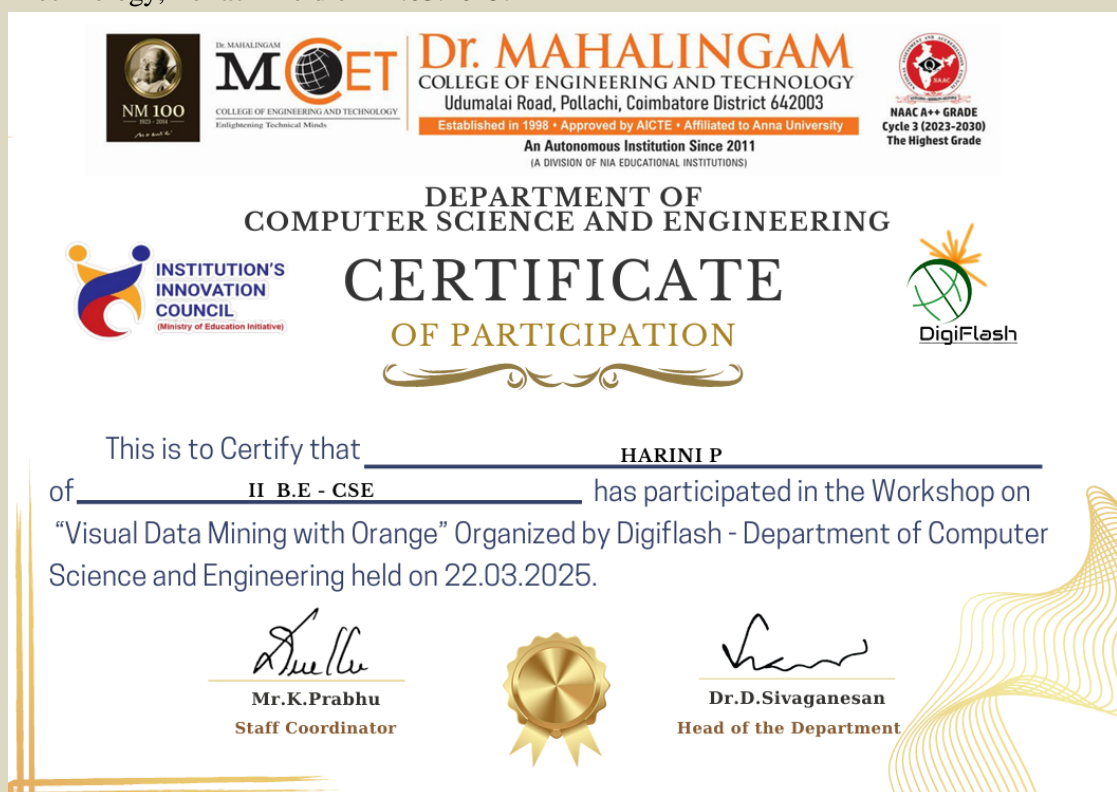 NM 100
1923 - 2014
Dr. MAHALINGAM
MCET
COLLEGE OF ENGINEERING AND TECHNOLOGY
Enlightening Technical Minds
Dr. MAHALINGAM
COLLEGE OF ENGINEERING AND TECHNOLOGY
Udumalai Road, Pollachi, Coimbatore District 642003
Established in 1998 • Approved by AICTE • Affiliated to Anna University
An Autonomous Institution Since 2011
(A DIVISION OF NIA EDUCATIONAL INSTITUTIONS)
NAAC
NAAC A++ GRADE
Cycle 3 (2023-2030)
The Highest Grade
DEPARTMENT OF
COMPUTER SCIENCE AND ENGINEERING
INSTITUTION'S
INNOVATION
COUNCIL
(Ministry of Education Initiative)
CERTIFICATE
OF PARTICIPATION
DigiFlash
This is to Certify that HARINI P
of II B.E - CSE has participated in the Workshop on
“Visual Data Mining with Orange” Organized by Digiflash - Department of Computer
Science and Engineering held on 22.03.2025.
Mr.K.Prabhu
Staff Coordinator
Dr.D.Sivaganesan
Head of the Department